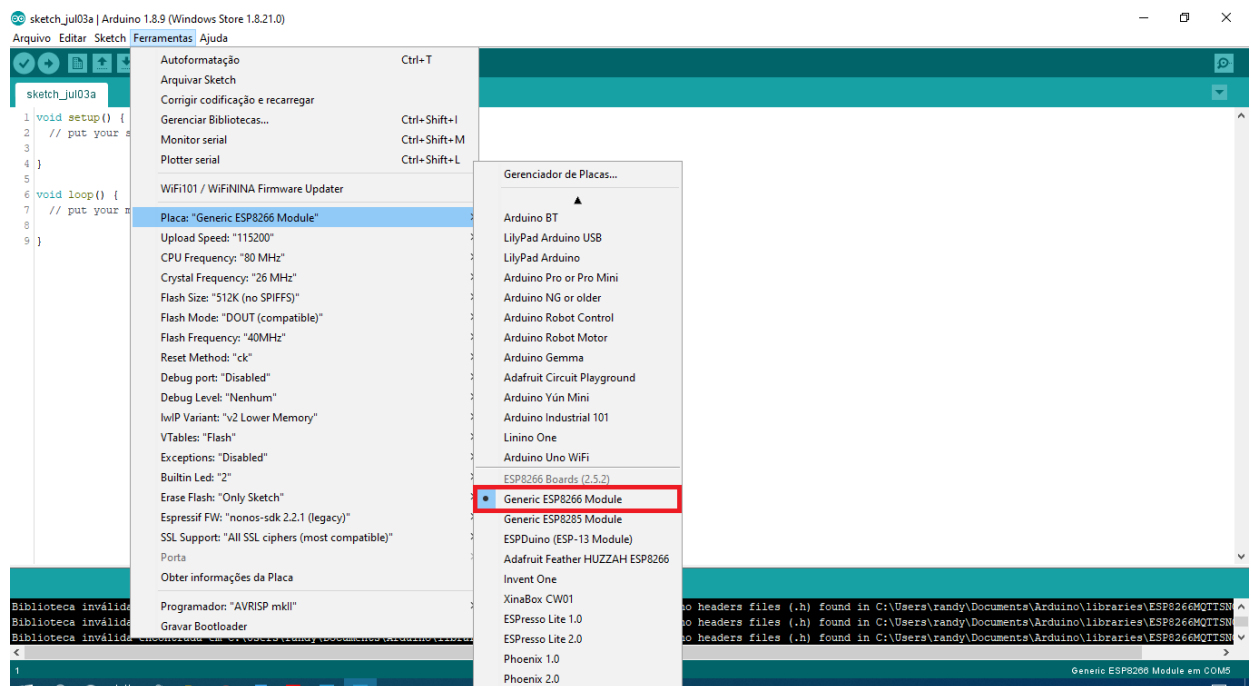 sketch_jul03a | Arduino 1.8.9 (Windows Store 1.8.21.0)
Arquivo Editar Sketch Ferramentas Ajuda
sketch_jul03a
1 void setup() {
2 // put your s
3
4 }
5
6 void loop() {
7 // put your m
8
9 }
Autoformatação Ctrl+T
Arquivar Sketch
Corrigir codificação e recarregar
Gerenciar Bibliotecas... Ctrl+Shift+I
Monitor serial Ctrl+Shift+M
Plotter serial Ctrl+Shift+L
WiFi101 / WiFiNINA Firmware Updater
Placa: "Generic ESP8266 Module"
Upload Speed: "115200"
CPU Frequency: "80 MHz"
Crystal Frequency: "26 MHz"
Flash Size: "512K (no SPIFFS)"
Flash Mode: "DOUT (compatible)"
Flash Frequency: "40MHz"
Reset Method: "ck"
Debug port: "Disabled"
Debug Level: "Nenhum"
lwIP Variant: "v2 Lower Memory"
VTables: "Flash"
Exceptions: "Disabled"
Builtin Led: "2"
Erase Flash: "Only Sketch"
Espressif FW: "nonos-sdk 2.2.1 (legacy)"
SSL Support: "All SSL ciphers (most compatible)"
Porta
Obter informações da Placa
Programador: "AVRISP mkII"
Gravar Bootloader
Gerenciador de Placas...
Arduino BT
LilyPad Arduino USB
LilyPad Arduino
Arduino Pro or Pro Mini
Arduino NG or older
Arduino Robot Control
Arduino Robot Motor
Arduino Gemma
Adafruit Circuit Playground
Arduino Yún Mini
Arduino Industrial 101
Linino One
Arduino Uno WiFi
ESP8266 Boards (2.5.2)
Generic ESP8266 Module
Generic ESP8285 Module
ESPDuino (ESP-13 Module)
Adafruit Feather HUZZAH ESP8266
Invent One
XinaBox CW01
ESPresso Lite 1.0
ESPresso Lite 2.0
Phoenix 1.0
Phoenix 2.0
Biblioteca inválida no headers files (.h) found in C:\Users\randy\Documents\Arduino\libraries\ESP8266MQTTSN
Biblioteca inválida no headers files (.h) found in C:\Users\randy\Documents\Arduino\libraries\ESP8266MQTTSN
Biblioteca inválida no headers files (.h) found in C:\Users\randy\Documents\Arduino\libraries\ESP8266MQTTSN
1 Generic ESP8266 Module em COM5